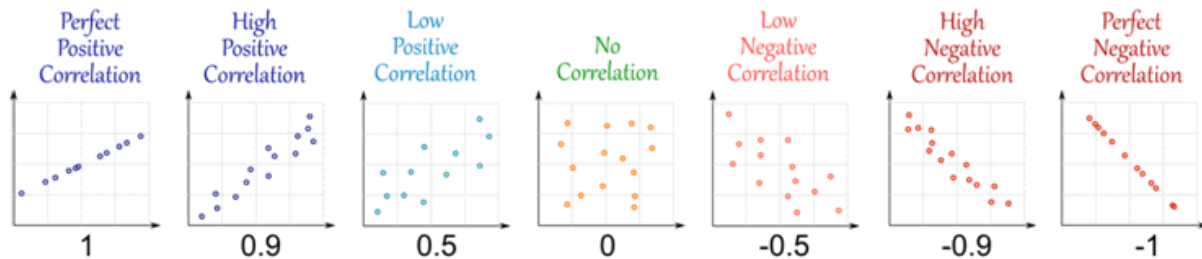 Perfect
Positive
Correlation
High
Positive
Correlation
Low
Positive
Correlation
No
Correlation
Low
Negative
Correlation
High
Negative
Correlation
Perfect
Negative
Correlation
1
0.9
0.5
0
-0.5
-0.9
-1